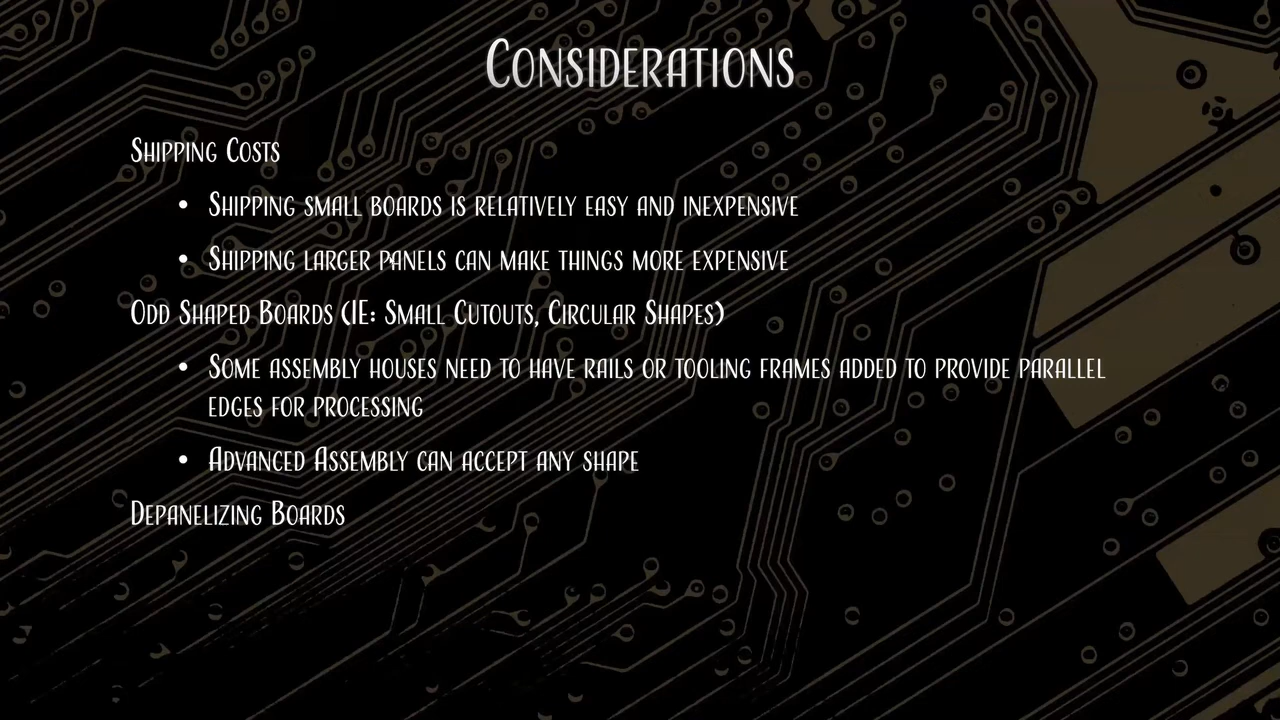 Considerations
Shipping Costs
• Shipping small boards is relatively easy and inexpensive
• Shipping larger panels can make things more expensive
Odd Shaped Boards (IE: Small Cutouts, Circular Shapes)
• Some assembly houses need to have rails or tooling frames added to provide parallel
edges for processing
• Advanced Assembly can accept any shape
Depanelizing Boards